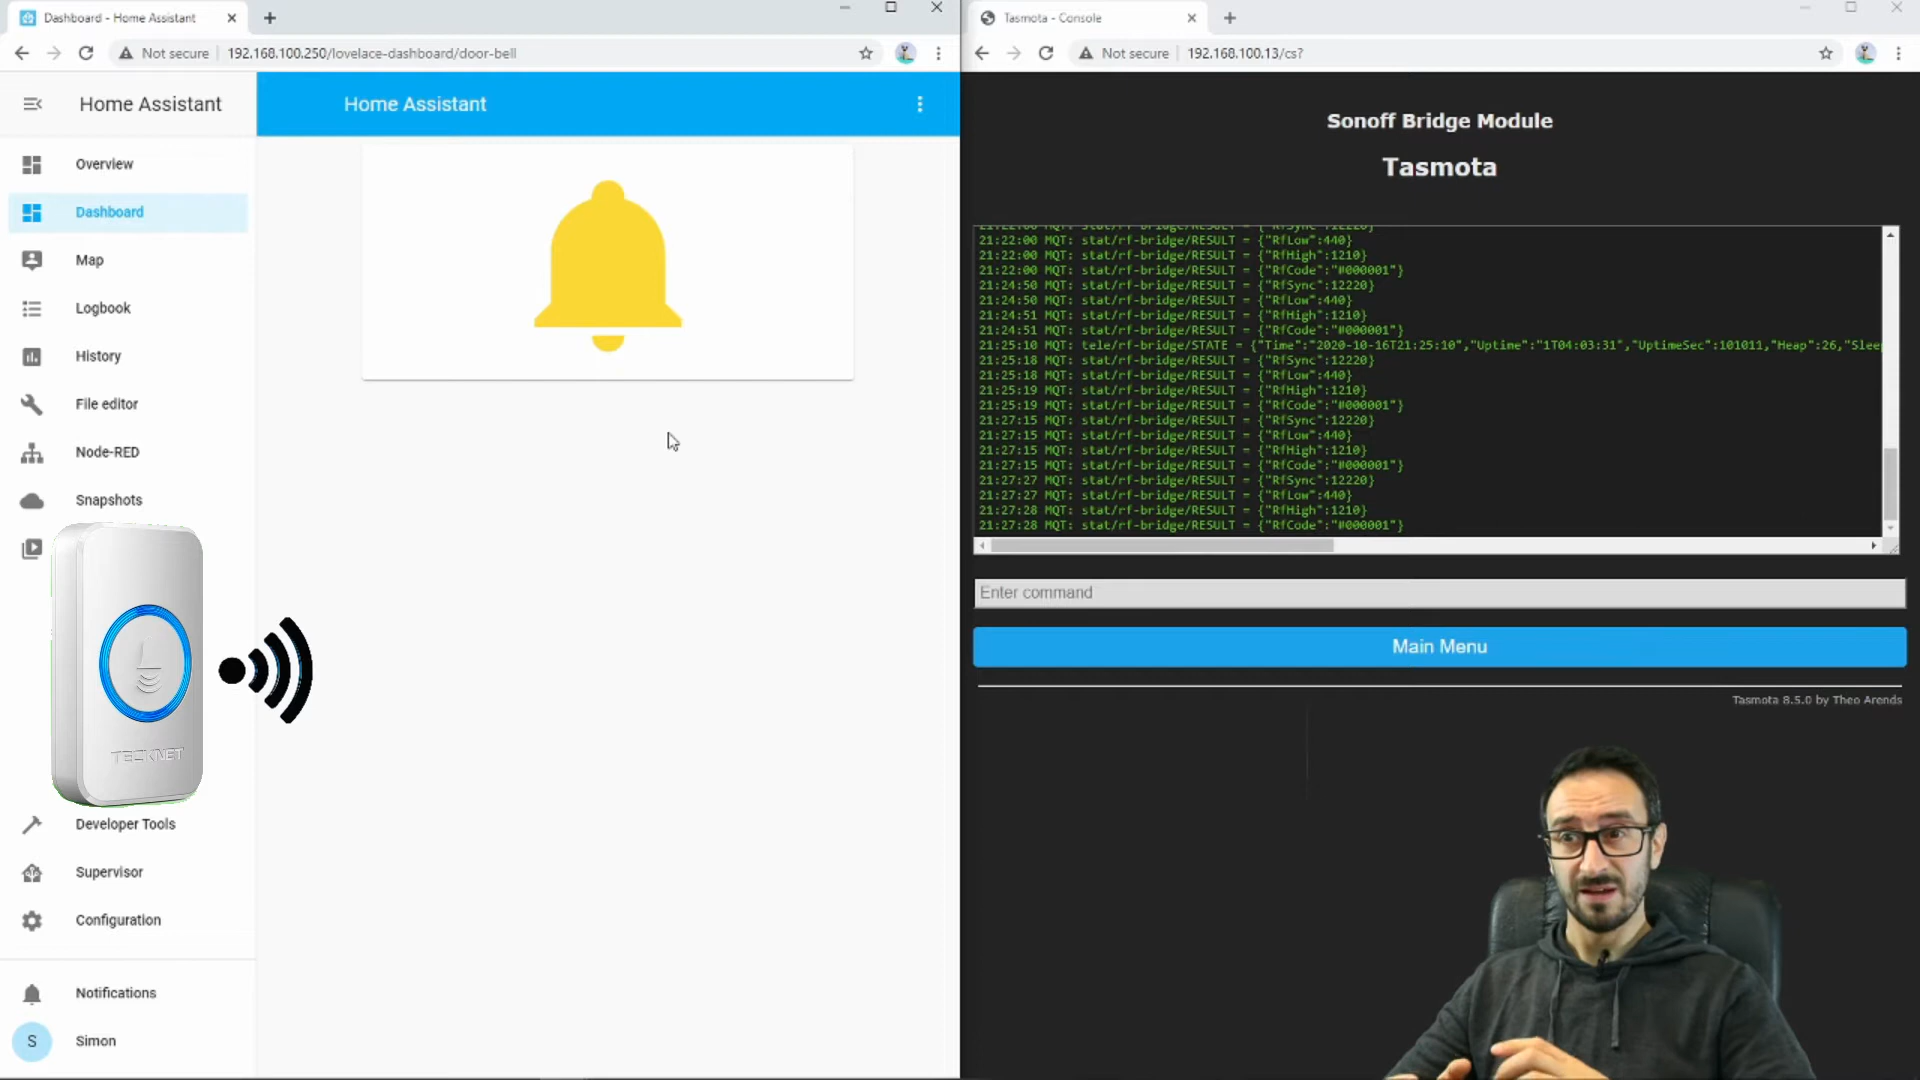 Dashboard - Home Assistant
Not secure
192.168.100.250/lovelace-dashboard/door-bell
Home Assistant
Home Assistant
Overview
Dashboard
Map
Logbook
History
File editor
Node-RED
Snapshots
TECKNET
Developer Tools
Supervisor
Configuration
Notifications
S
Simon
Tasmota - Console
Not secure
192.168.100.13/cs?
Sonoff Bridge Module
Tasmota
21:22:00 MQT: stat/rf-bridge/RESULT = {"RfSync":12220}
21:22:00 MQT: stat/rf-bridge/RESULT = {"RfLow":440}
21:22:00 MQT: stat/rf-bridge/RESULT = {"RfHigh":1210}
21:22:00 MQT: stat/rf-bridge/RESULT = {"RfCode":"#000001"}
21:24:50 MQT: stat/rf-bridge/RESULT = {"RfSync":12220}
21:24:50 MQT: stat/rf-bridge/RESULT = {"RfLow":440}
21:24:51 MQT: stat/rf-bridge/RESULT = {"RfHigh":1210}
21:24:51 MQT: stat/rf-bridge/RESULT = {"RfCode":"#000001"}
21:25:10 MQT: tele/rf-bridge/STATE = {"Time":"2020-10-16T21:25:10","Uptime":"1T04:03:31","UptimeSec":101011,"Heap":26,"Slee
21:25:18 MQT: stat/rf-bridge/RESULT = {"RfSync":12220}
21:25:18 MQT: stat/rf-bridge/RESULT = {"RfLow":440}
21:25:19 MQT: stat/rf-bridge/RESULT = {"RfHigh":1210}
21:25:19 MQT: stat/rf-bridge/RESULT = {"RfCode":"#000001"}
21:27:15 MQT: stat/rf-bridge/RESULT = {"RfSync":12220}
21:27:15 MQT: stat/rf-bridge/RESULT = {"RfLow":440}
21:27:15 MQT: stat/rf-bridge/RESULT = {"RfHigh":1210}
21:27:15 MQT: stat/rf-bridge/RESULT = {"RfCode":"#000001"}
21:27:27 MQT: stat/rf-bridge/RESULT = {"RfSync":12220}
21:27:27 MQT: stat/rf-bridge/RESULT = {"RfLow":440}
21:27:28 MQT: stat/rf-bridge/RESULT = {"RfHigh":1210}
21:27:28 MQT: stat/rf-bridge/RESULT = {"RfCode":"#000001"}
Enter command
Main Menu
Tasmota 8.5.0 by Theo Arends